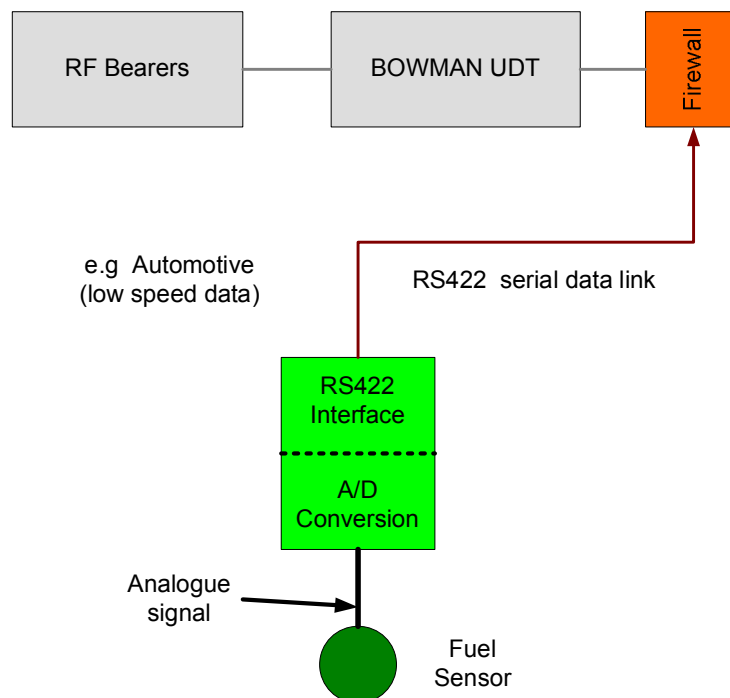 RF Bearers
BOWMAN UDT
Firewall
e.g Automotive
(low speed data)
RS422 serial data link
RS422
Interface
A/D
Conversion
Analogue
signal
Fuel
Sensor